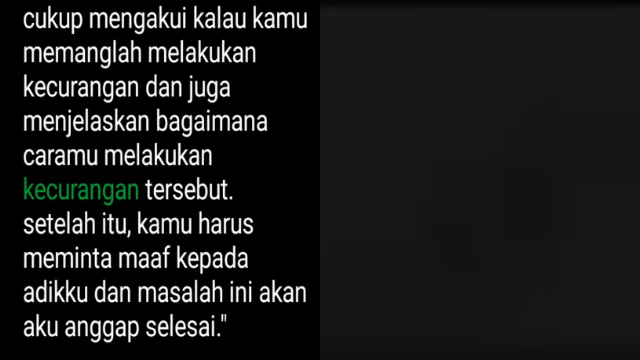 cukup mengakui kalau kamu
memanglah melakukan
kecurangan dan juga
menjelaskan bagaimana
caramu melakukan
kecurangan tersebut.
setelah itu, kamu harus
meminta maaf kepada
adikku dan masalah ini akan
aku anggap selesai."